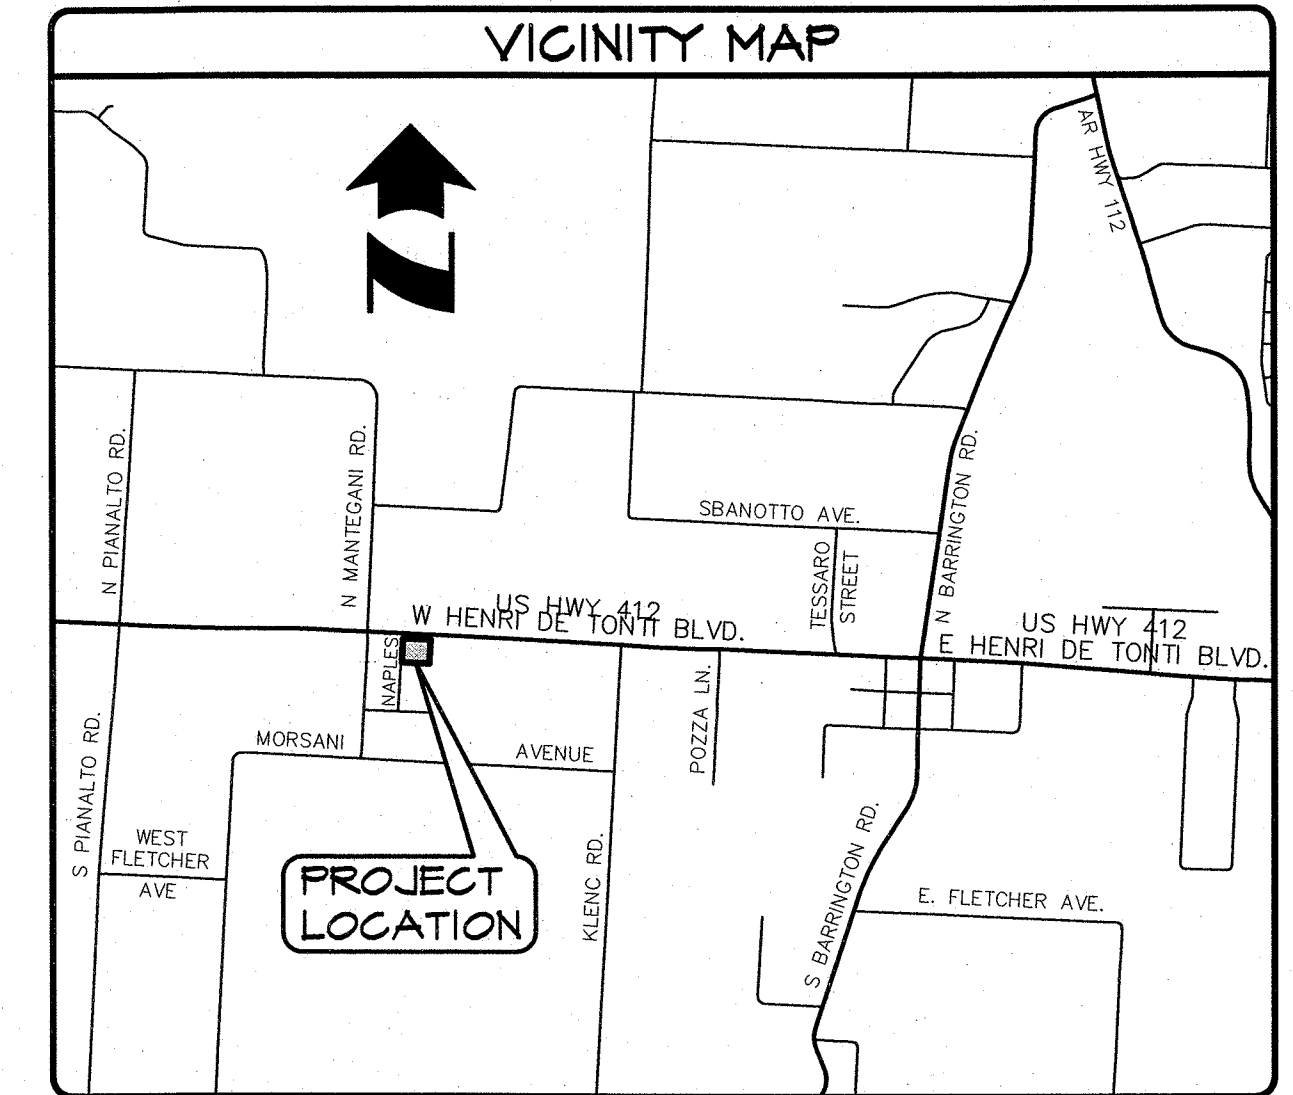 VICINITY MAP
AR HWY 112
N
N PIANALTO RD.
N MANTEGANI RD.
SBANOTTO AVE.
TESSARO
STREET
N BARRINGTON RD.
US HWY 412
W HENRI DE TONTI BLVD.
US HWY 412
E HENRI DE TONTI BLVD.
NAPLES
POZZA LN.
S PIANALTO RD.
MORSANI
AVENUE
WEST
FLETCHER
AVE
PROJECT
LOCATION
KLENC RD.
S BARRINGTON RD.
E. FLETCHER AVE.